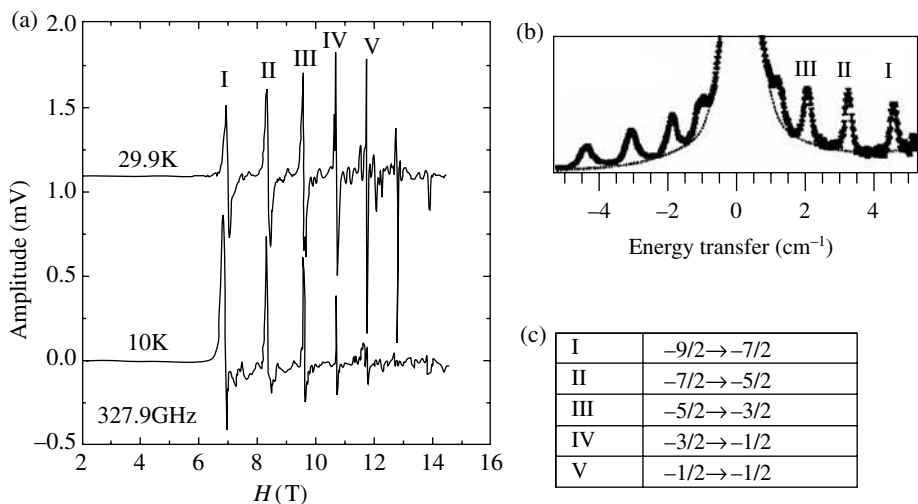 (a)
2.0
1.5
1.0
0.5
0.0
−0.5
Amplitude (mV)
I
II
III
IV
V
29.9K
10K
327.9GHz
2 4 6 8 10 12 14 16
H (T)
(b)
III II I
−4 −2 0 2 4
Energy transfer (cm⁻¹)
(c)
I −9/2→−7/2
II −7/2→−5/2
III −5/2→−3/2
IV −3/2→−1/2
V −1/2→−1/2